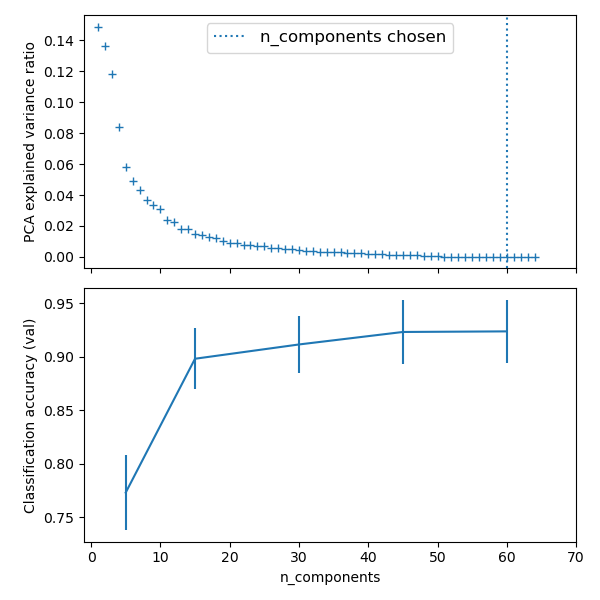 n_components chosen
PCA explained variance ratio
0.14
0.12
0.10
0.08
0.06
0.04
0.02
0.00
Classification accuracy (val)
0.95
0.90
0.85
0.80
0.75
0 10 20 30 40 50 60 70
n_components